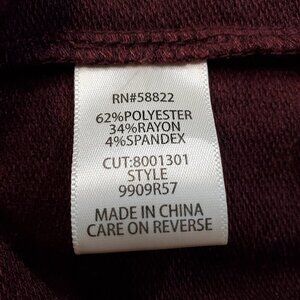 RN#58822
62%POLYESTER
34%RAYON
4%SPANDEX
CUT:8001301
STYLE
9909R57
MADE IN CHINA
CARE ON REVERSE